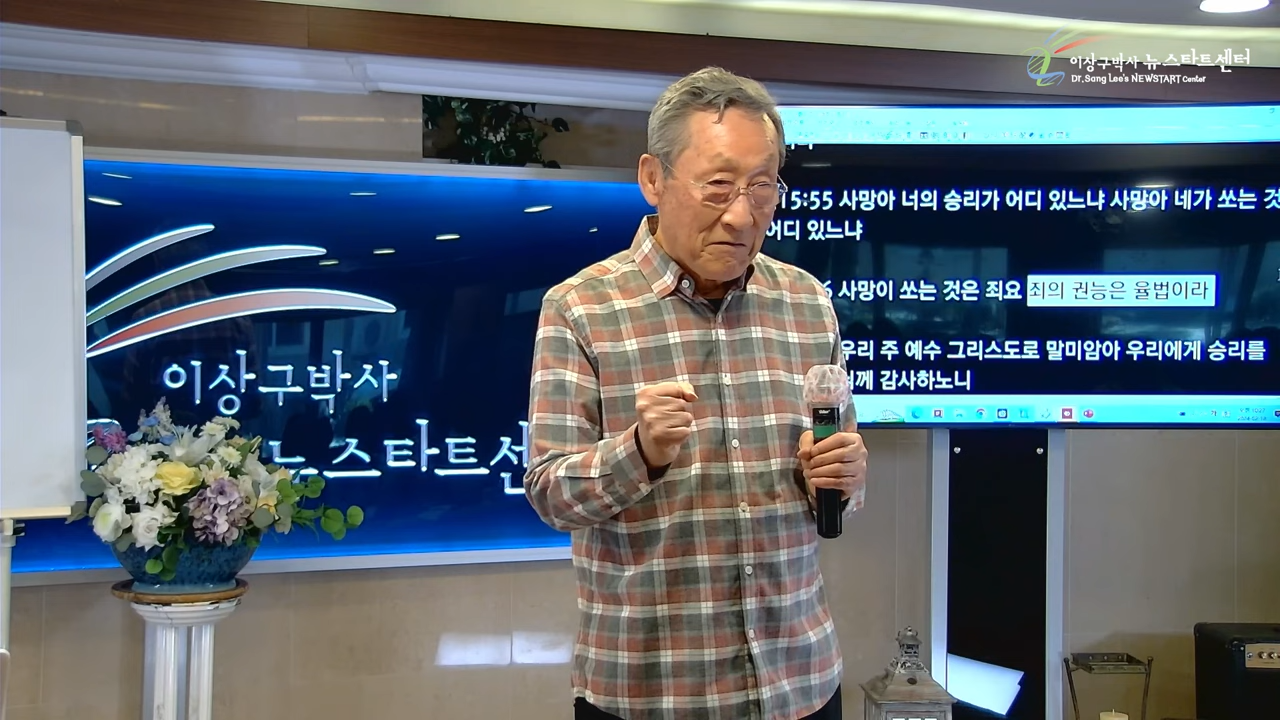 이상구박사 뉴스타트센터
Dr. Sang Lee's NEWSTART Center
15:55 사망아 너의 승리가 어디 있느냐 사망아 네가 쏘는
어디 있느냐
사망이 쏘는 것은 죄요 죄의 권능은 율법이라
우리 주 예수 그리스도로 말미암아 우리에게 승리를
감사하노니
이상구박사
뉴스타트센